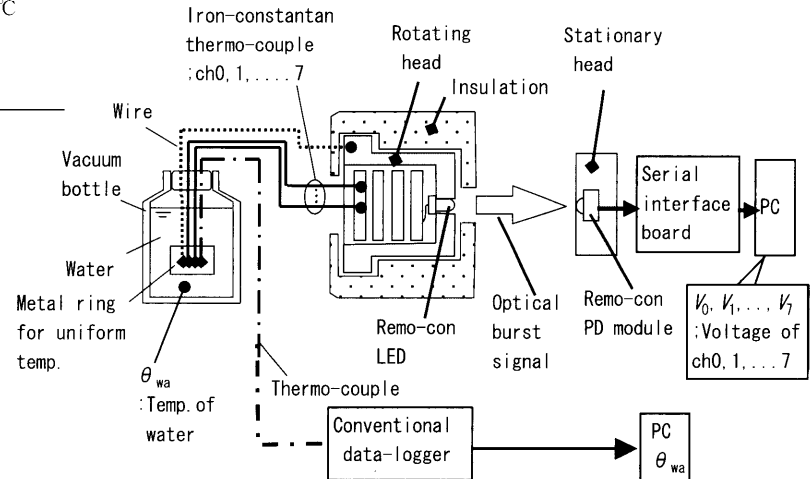 ℃
Iron-constantan
thermo-couple
;ch0, 1, ....7
Rotating
head
Insulation
Stationary
head
Wire
Vacuum
bottle
Water
Metal ring
for uniform
temp.
θwa
:Temp. of
water
Thermo-couple
Remo-con
LED
Optical
burst
signal
Remo-con
PD module
Serial
interface
board
PC
V0, V1, .., V7
;Voltage of
ch0, 1, ...7
Conventional
data-logger
PC
θwa